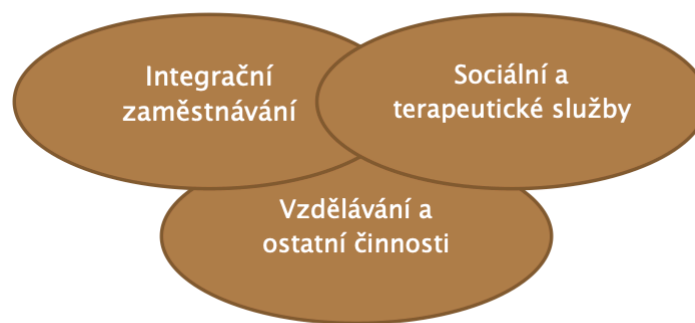 Integrační
zaměstnávání
Sociální a
terapeutické služby
Vzdělávání a
ostatní činnosti